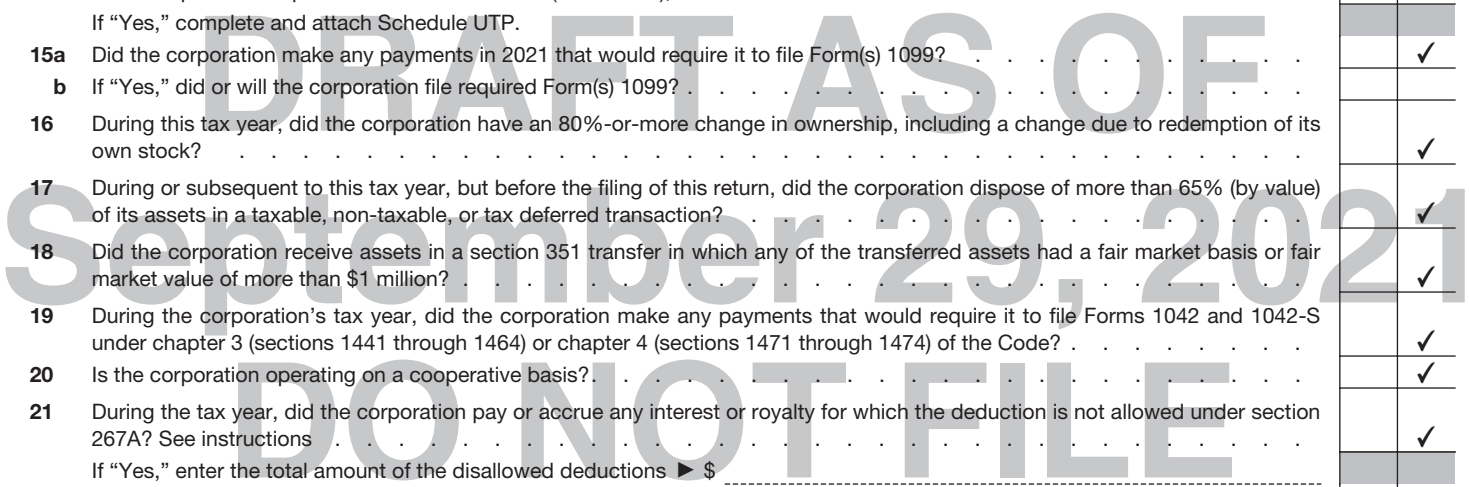 If “Yes,” complete and attach Schedule UTP.
15a Did the corporation make any payments in 2021 that would require it to file Form(s) 1099? . . . . . . . . . . . ✓
b If “Yes,” did or will the corporation file required Form(s) 1099? . . . . . . . . . . . . . . . . . . . .
16 During this tax year, did the corporation have an 80%-or-more change in ownership, including a change due to redemption of its
own stock? . . . . . . . . . . . . . . . . . . . . . . . . . . . . . . . . . . ✓
17 During or subsequent to this tax year, but before the filing of this return, did the corporation dispose of more than 65% (by value)
of its assets in a taxable, non-taxable, or tax deferred transaction? . . . . . . . . . . . . . . . . . . ✓
18 Did the corporation receive assets in a section 351 transfer in which any of the transferred assets had a fair market basis or fair
market value of more than $1 million? . . . . . . . . . . . . . . . . . . . . . . . . . . . ✓
19 During the corporation’s tax year, did the corporation make any payments that would require it to file Forms 1042 and 1042-S
under chapter 3 (sections 1441 through 1464) or chapter 4 (sections 1471 through 1474) of the Code? . . . . . . . . ✓
20 Is the corporation operating on a cooperative basis? . . . . . . . . . . . . . . . . . . . . . . . ✓
21 During the tax year, did the corporation pay or accrue any interest or royalty for which the deduction is not allowed under section
267A? See instructions . . . . . . . . . . . . . . . . . . . . . . . . . . . . . . . ✓
If “Yes,” enter the total amount of the disallowed deductions ► $
DRAFT AS OF
September 29, 2021
DO NOT FILE